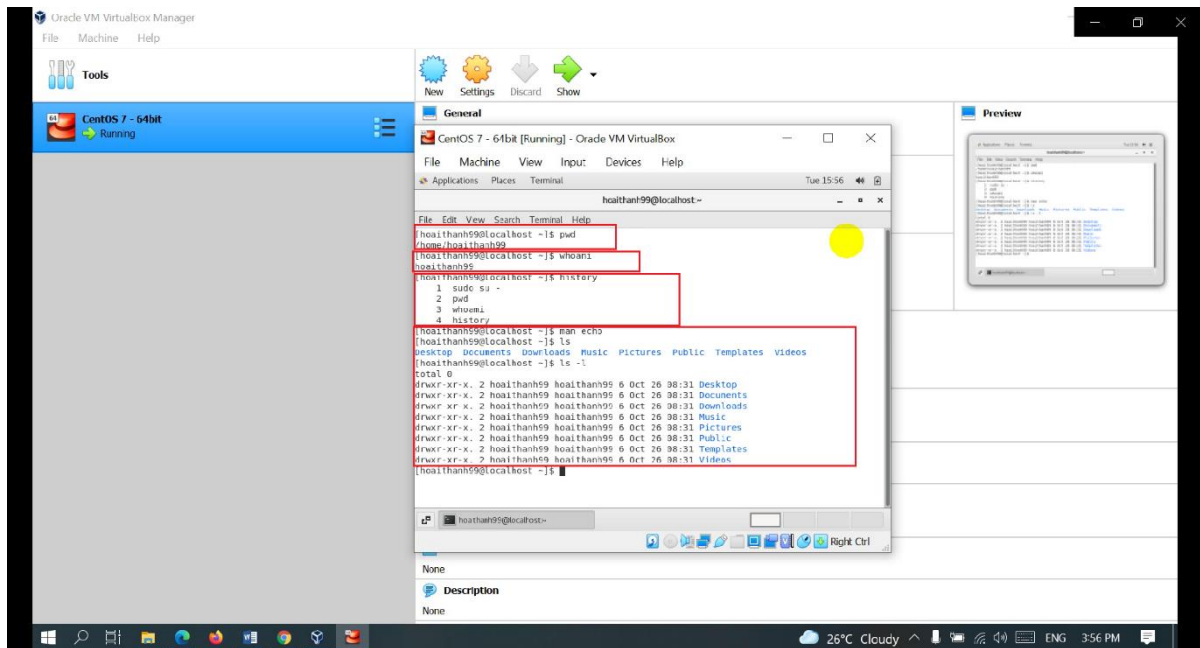 Oracle VM VirtualBox Manager
File Machine Help
Tools
New Settings Discard Show
CentOS 7 - 64bit
Running
General
Preview
CentOS 7 - 64bit [Running] - Oracle VM VirtualBox
File Machine View Input Devices Help
Applications Places Terminal Tue 15:56
hoaithanh99@localhost:~
File Edit View Search Terminal Help
[hoaithanh99@localhost ~]$ pwd
/home/hoaithanh99
[hoaithanh99@localhost ~]$ whoami
hoaithanh99
[hoaithanh99@localhost ~]$ history
1 sudo su -
2 pwd
3 whoami
4 history
[hoaithanh99@localhost ~]$ man echo
[hoaithanh99@localhost ~]$ ls
Desktop Documents Downloads Music Pictures Public Templates Videos
[hoaithanh99@localhost ~]$ ls -l
total 0
drwxr-xr-x. 2 hoaithanh99 hoaithanh99 6 Oct 26 08:31 Desktop
drwxr-xr-x. 2 hoaithanh99 hoaithanh99 6 Oct 26 08:31 Documents
drwxr-xr-x. 2 hoaithanh99 hoaithanh99 6 Oct 26 08:31 Downloads
drwxr-xr-x. 2 hoaithanh99 hoaithanh99 6 Oct 26 08:31 Music
drwxr-xr-x. 2 hoaithanh99 hoaithanh99 6 Oct 26 08:31 Pictures
drwxr-xr-x. 2 hoaithanh99 hoaithanh99 6 Oct 26 08:31 Public
drwxr-xr-x. 2 hoaithanh99 hoaithanh99 6 Oct 26 08:31 Templates
drwxr-xr-x. 2 hoaithanh99 hoaithanh99 6 Oct 26 08:31 Videos
[hoaithanh99@localhost ~]$
hoaithanh99@localhost:~
Right Ctrl
None
Description
None
26°C Cloudy ENG 3:56 PM